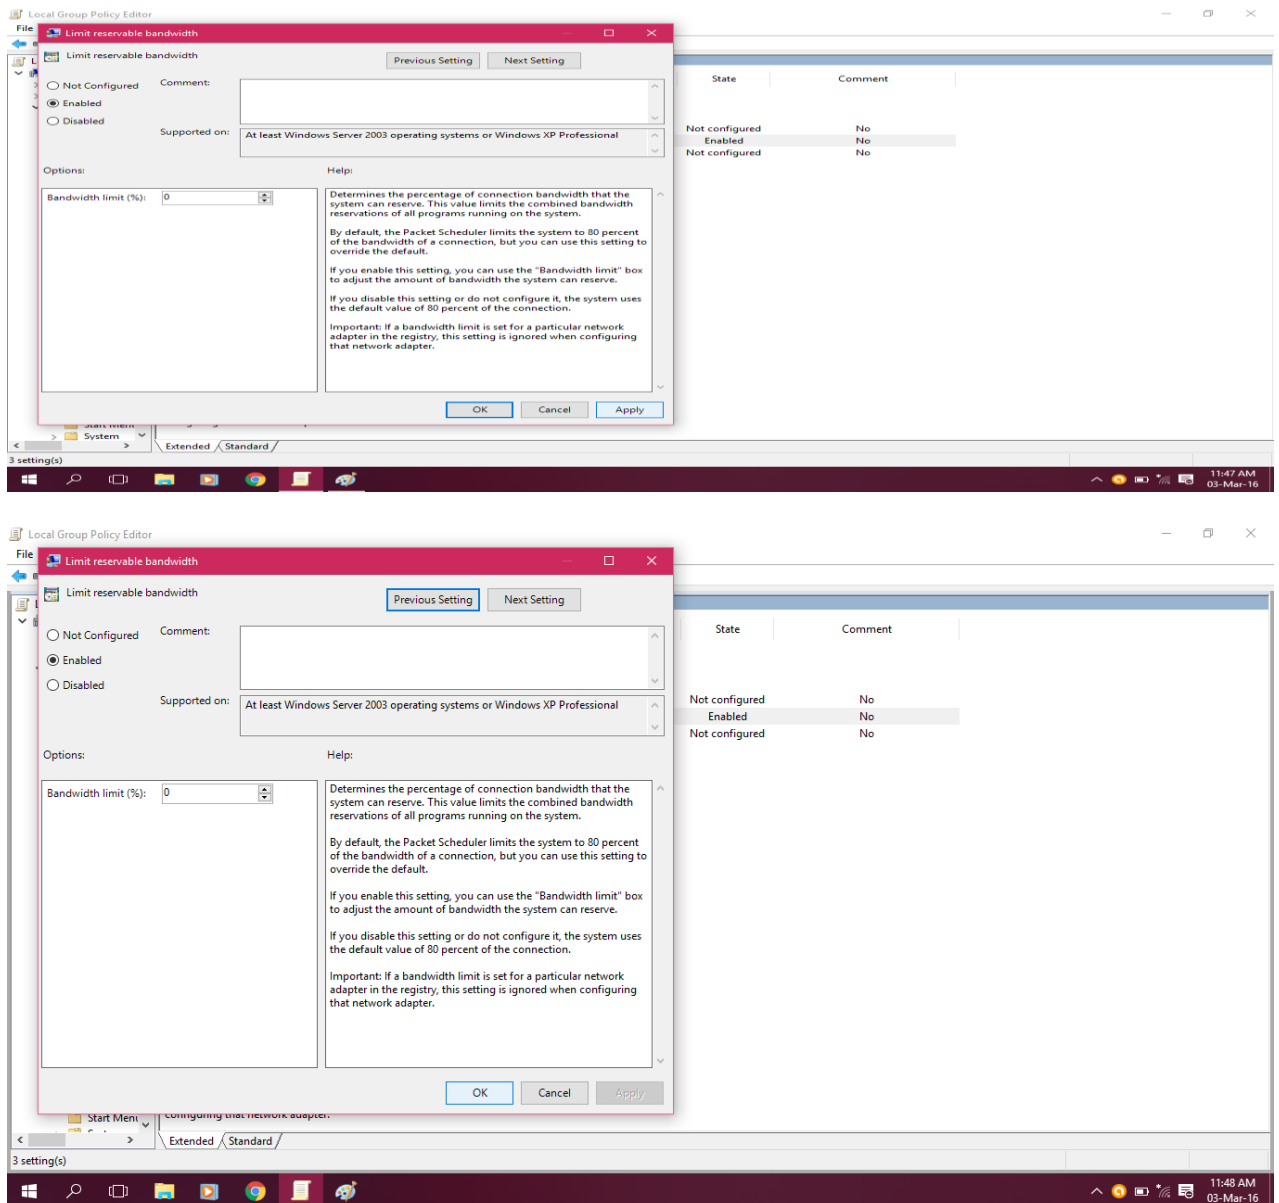 Local Group Policy Editor
File
Limit reservable bandwidth
Limit reservable bandwidth
Previous Setting
Next Setting
Not Configured
Comment:
Enabled
Disabled
Supported on:
At least Windows Server 2003 operating systems or Windows XP Professional
Options:
Help:
Bandwidth limit (%):
0
Determines the percentage of connection bandwidth that the
system can reserve. This value limits the combined bandwidth
reservations of all programs running on the system.
By default, the Packet Scheduler limits the system to 80 percent
of the bandwidth of a connection, but you can use this setting to
override the default.
If you enable this setting, you can use the "Bandwidth limit" box
to adjust the amount of bandwidth the system can reserve.
If you disable this setting or do not configure it, the system uses
the default value of 80 percent of the connection.
Important: If a bandwidth limit is set for a particular network
adapter in the registry, this setting is ignored when configuring
that network adapter.
OK
Cancel
Apply
State
Comment
Not configured
No
Enabled
No
Not configured
No
Start Menu
System
Extended
Standard
3 setting(s)
11:47 AM
03-Mar-16
Local Group Policy Editor
File
Limit reservable bandwidth
Limit reservable bandwidth
Previous Setting
Next Setting
Not Configured
Comment:
Enabled
Disabled
Supported on:
At least Windows Server 2003 operating systems or Windows XP Professional
Options:
Help:
Bandwidth limit (%):
0
Determines the percentage of connection bandwidth that the
system can reserve. This value limits the combined bandwidth
reservations of all programs running on the system.
By default, the Packet Scheduler limits the system to 80 percent
of the bandwidth of a connection, but you can use this setting to
override the default.
If you enable this setting, you can use the "Bandwidth limit" box
to adjust the amount of bandwidth the system can reserve.
If you disable this setting or do not configure it, the system uses
the default value of 80 percent of the connection.
Important: If a bandwidth limit is set for a particular network
adapter in the registry, this setting is ignored when configuring
that network adapter.
OK
Cancel
Apply
State
Comment
Not configured
No
Enabled
No
Not configured
No
Start Menu
configuring that network adapter.
Extended
Standard
3 setting(s)
11:48 AM
03-Mar-16